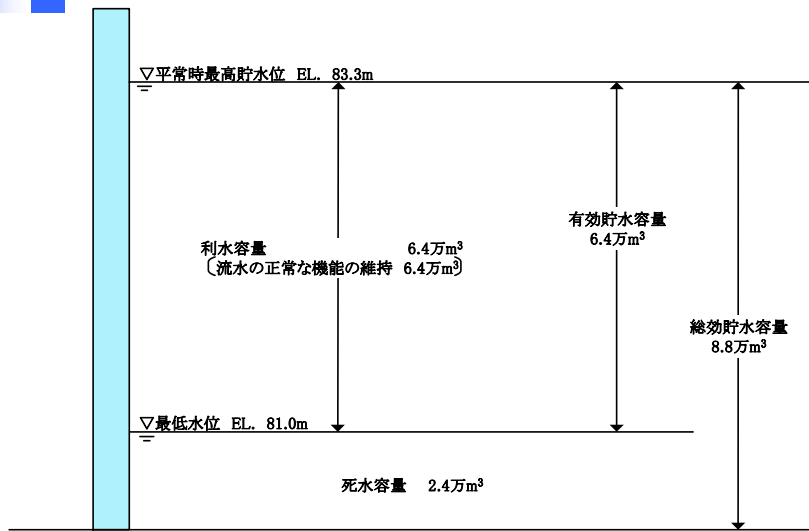 ▽平常時最高貯水位 EL. 83.3m
利水容量 6.4万m³
〔流水の正常な機能の維持 6.4万m³〕
有効貯水容量
6.4万m³
総効貯水容量
8.8万m³
▽最低水位 EL. 81.0m
死水容量 2.4万m³